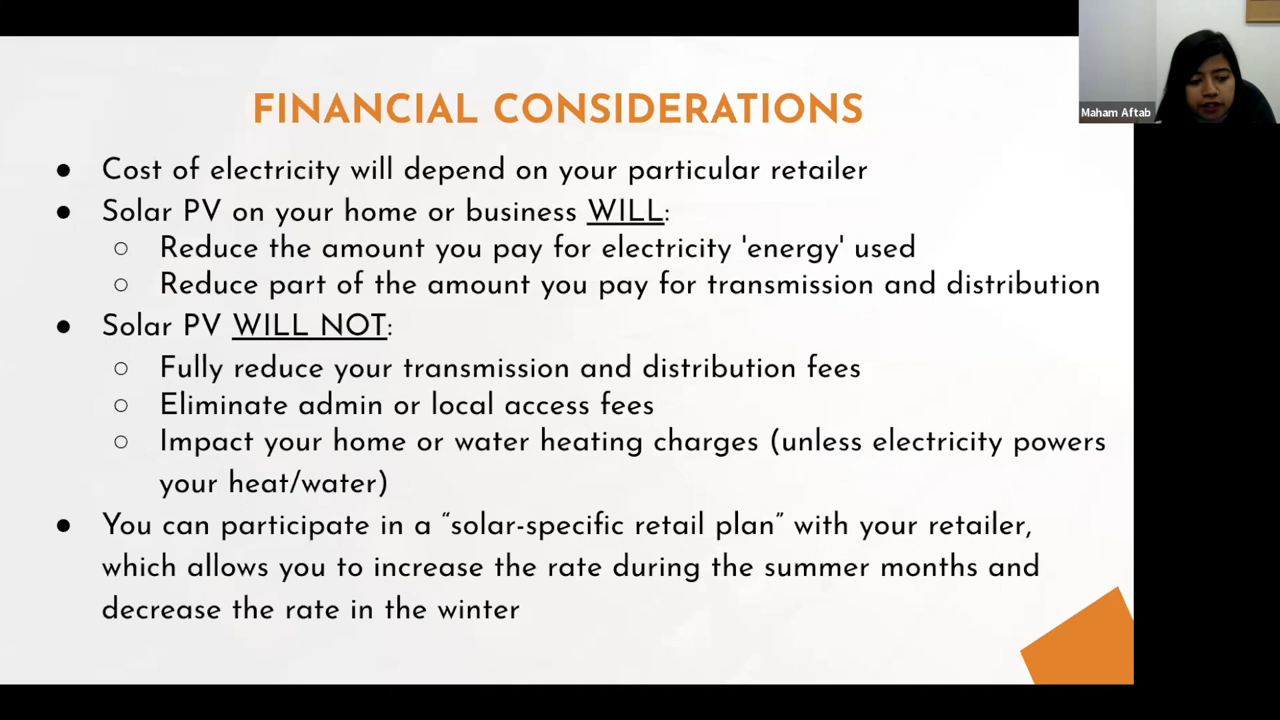 FINANCIAL CONSIDERATIONS
● Cost of electricity will depend on your particular retailer
● Solar PV on your home or business WILL:
○ Reduce the amount you pay for electricity 'energy' used
○ Reduce part of the amount you pay for transmission and distribution
● Solar PV WILL NOT:
○ Fully reduce your transmission and distribution fees
○ Eliminate admin or local access fees
○ Impact your home or water heating charges (unless electricity powers
your heat/water)
● You can participate in a “solar-specific retail plan” with your retailer,
which allows you to increase the rate during the summer months and
decrease the rate in the winter
Maham Aftab